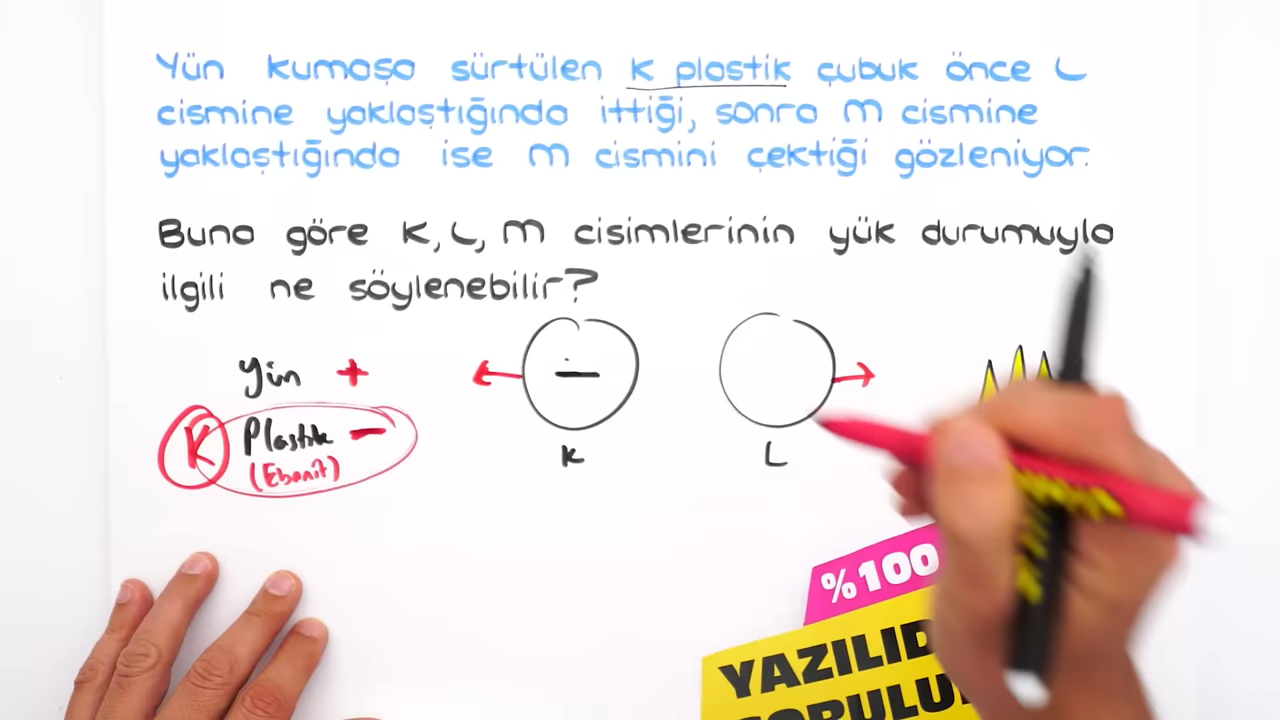 Yün kumaşa sürtülen K plastik çubuk önce L
cismine yaklaştığında ittiği, sonra M cismine
yaklaştığında ise M cismini çektiği gözleniyor.
Buna göre K, L, M cisimlerinin yük durumuyla
ilgili ne söylenebilir?
Yün +
K Plastik -
(Ebonit)
-
K
L
%100
YAZILID